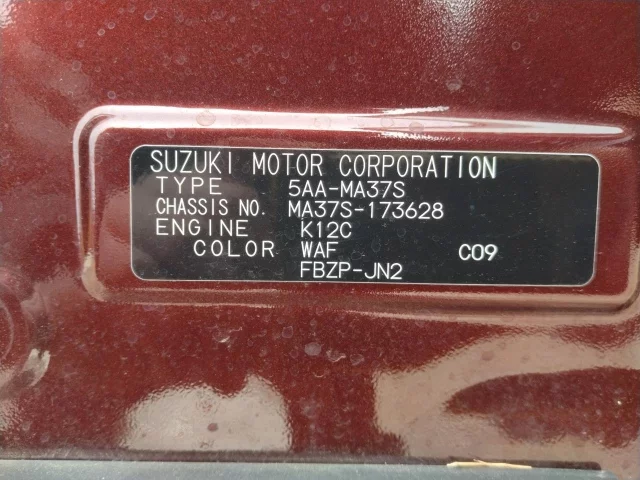 SUZUKI MOTOR CORPORATION
TYPE 5AA-MA37S
CHASSIS NO. MA37S-173628
ENGINE K12C
COLOR WAF C09
FBZP-JN2